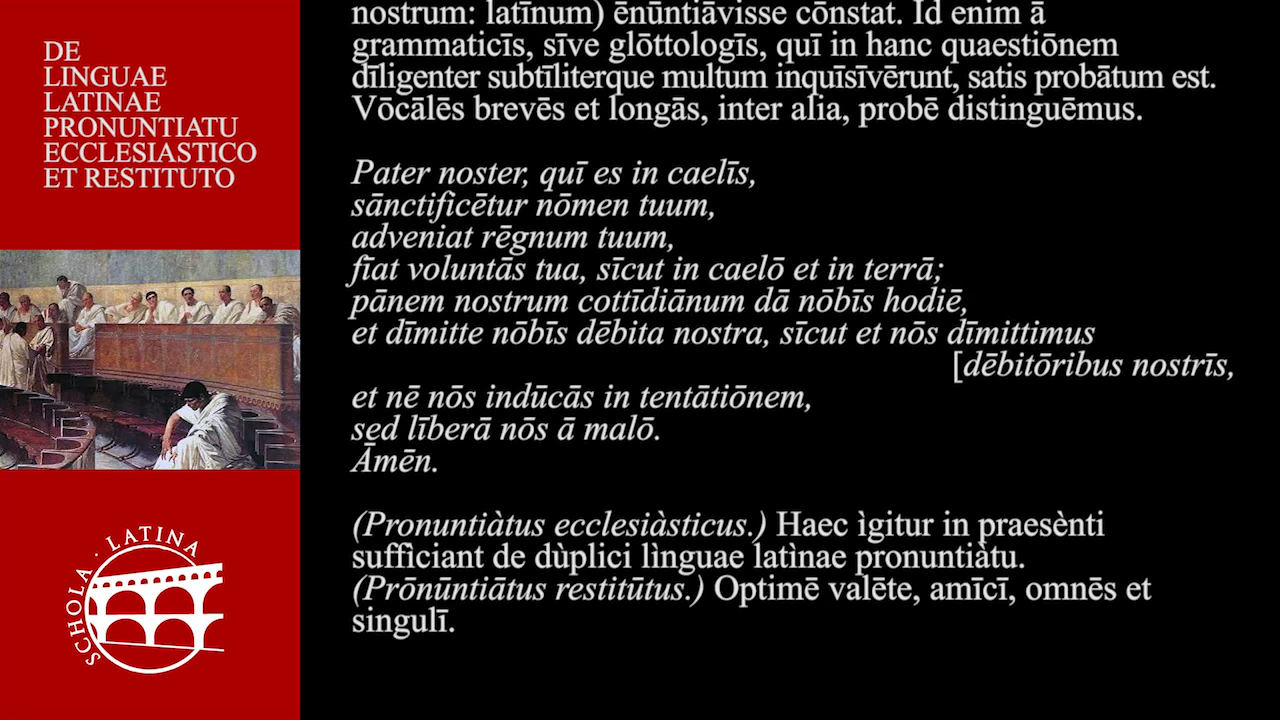 DE
LINGUAE
LATINAE
PRONUNTIATU
ECCLESIASTICO
ET RESTITUTO
SCHOLA · LATINA
nostrum: latīnum) ēnūntiāvisse cōnstat. Id enim ā
grammaticīs, sīve glōttologīs, quī in hanc quaestiōnem
dīligenter subtīliterque multum inquīsīvērunt, satis probātum est.
Vōcālēs brevēs et longās, inter alia, probē distinguēmus.
Pater noster, quī es in caelīs,
sānctificētur nōmen tuum,
adveniat rēgnum tuum,
fīat voluntās tua, sīcut in caelō et in terrā;
pānem nostrum cottīdiānum dā nōbīs hodiē,
et dīmitte nōbīs dēbita nostra, sīcut et nōs dīmittimus
[dēbitōribus nostrīs,
et nē nōs indūcās in tentātiōnem,
sed līberā nōs ā malō.
Āmēn.
(Pronuntiàtus ecclesiàsticus.) Haec ìgitur in praesènti
suffìciant de dùplici lìnguae latìnae pronuntiàtu.
(Prōnūntiātus restitūtus.) Optimē valēte, amīcī, omnēs et
singulī.